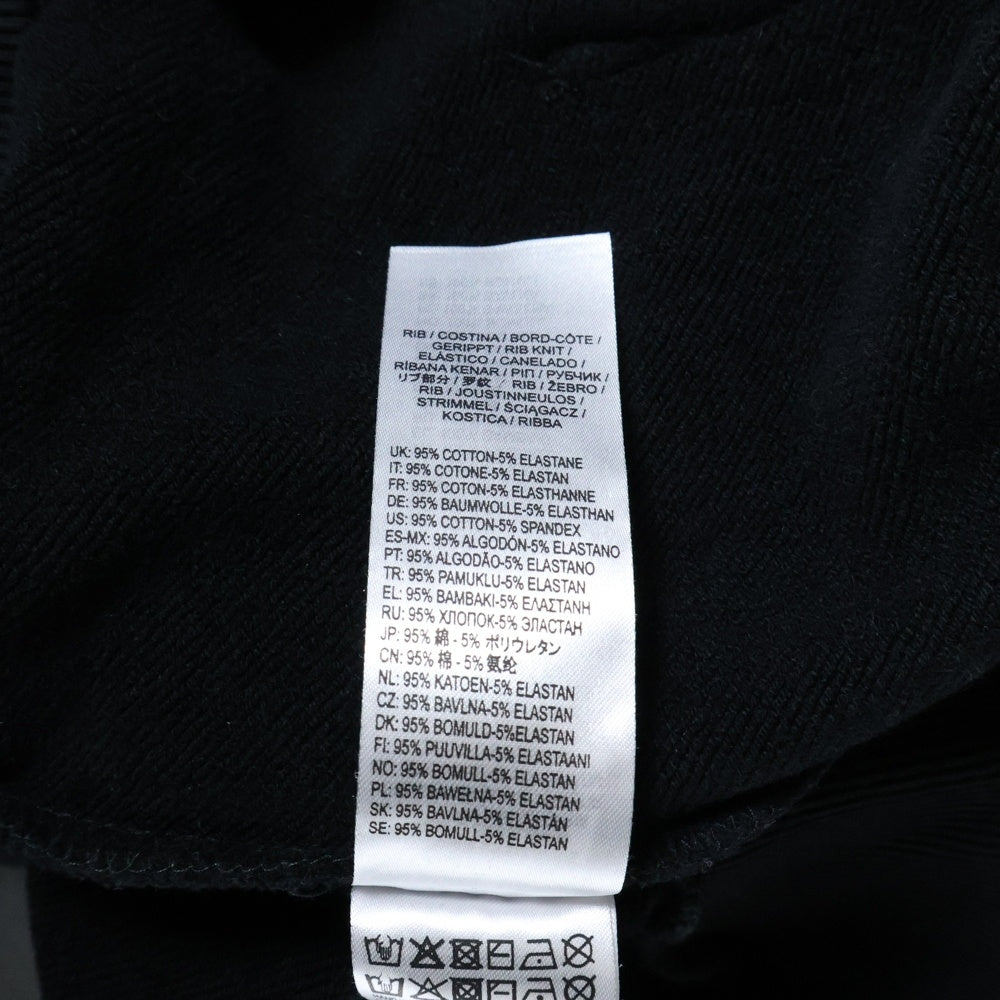 RIB / COSTINA / BORD-CÔTE /
GERIPPT / RIB KNIT /
ELÁSTICO / CANELADO /
RİBANA KENAR / ΡΙΠ / РУБЧИК /
リブ部分 / 罗纹 / RIB / ŽEBRO /
RIB / JOUSTINNEULOS /
STRIMMEL / ŚCIĄGACZ /
KOSTICA / RIBBA
UK: 95% COTTON-5% ELASTANE
IT: 95% COTONE-5% ELASTAN
FR: 95% COTON-5% ELASTHANNE
DE: 95% BAUMWOLLE-5% ELASTHAN
US: 95% COTTON-5% SPANDEX
ES-MX: 95% ALGODÓN-5% ELASTANO
PT: 95% ALGODÃO-5% ELASTANO
TR: 95% PAMUKLU-5% ELASTAN
EL: 95% ΒΑΜΒΑΚΙ-5% ΕΛΑΣΤΑΝΗ
RU: 95% ХЛОПОК-5% ЭЛАСТАН
JP: 95% 綿 - 5% ポリウレタン
CN: 95% 棉 - 5% 氨纶
NL: 95% KATOEN-5% ELASTAN
CZ: 95% BAVLNA-5% ELASTAN
DK: 95% BOMULD-5%ELASTAN
FI: 95% PUUVILLA-5% ELASTAANI
NO: 95% BOMULL-5% ELASTAN
PL: 95% BAWEŁNA-5% ELASTAN
SK: 95% BAVLNA-5% ELASTÁN
SE: 95% BOMULL-5% ELASTAN